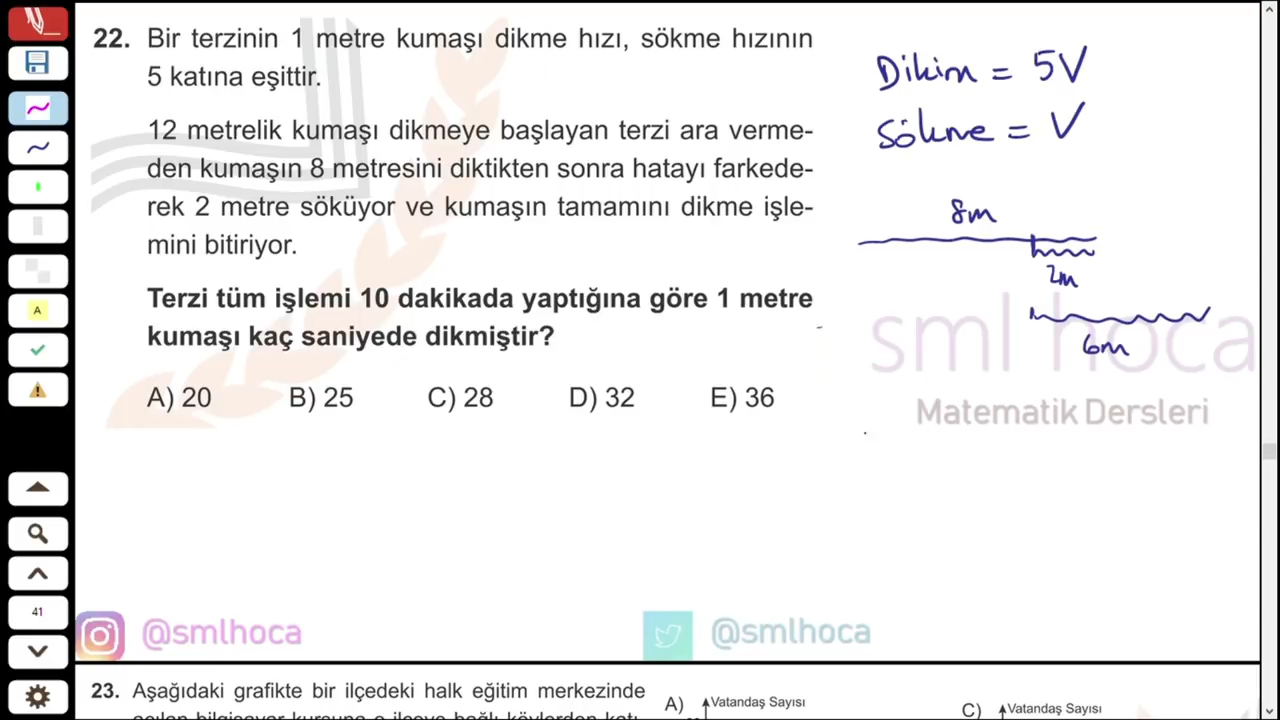 22. Bir terzinin 1 metre kumaşı dikme hızı, sökme hızının
5 katına eşittir.
12 metrelik kumaşı dikmeye başlayan terzi ara verme-
den kumaşın 8 metresini diktikten sonra hatayı farkede-
rek 2 metre söküyor ve kumaşın tamamını dikme işle-
mini bitiriyor.
Terzi tüm işlemi 10 dakikada yaptığına göre 1 metre
kumaşı kaç saniyede dikmiştir?
A) 20 B) 25 C) 28 D) 32 E) 36
Dikim = 5V
Sökme = V
8m
2m
6m
sml hoca
Matematik Dersleri
A
41
@smlhoca @smlhoca
23. Aşağıdaki grafikte bir ilçedeki halk eğitim merkezinde
A) Vatandaş Sayısı
C) Vatandaş Sayısı